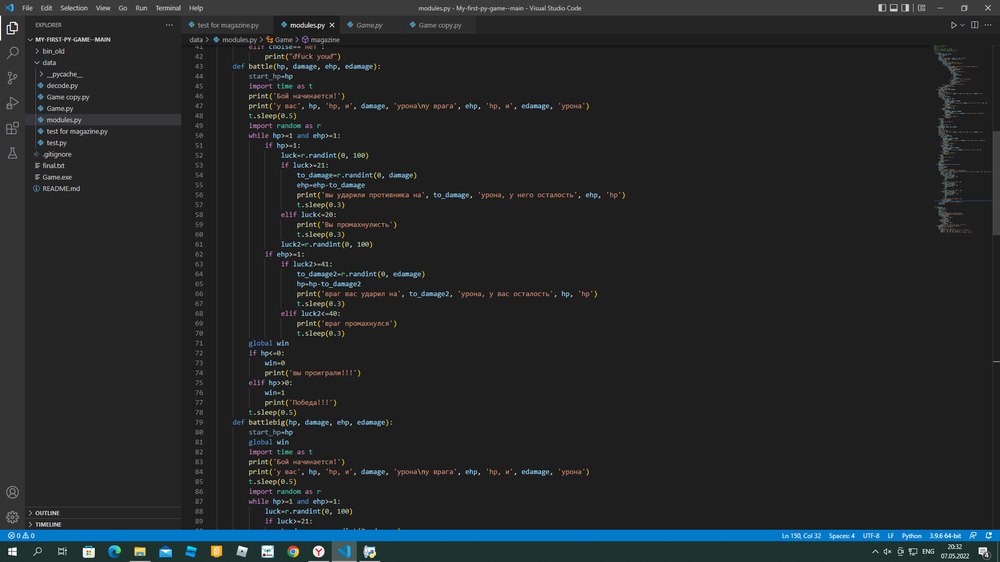 File Edit Selection View Go Run Terminal Help
modules.py - My-first-py-game--main - Visual Studio Code
EXPLORER
MY-FIRST-PY-GAME--MAIN
bin_old
data
__pycache__
decode.py
Game copy.py
Game.py
modules.py
test for magazine.py
test.py
.gitignore
final.txt
Game.exe
README.md
OUTLINE
TIMELINE
test for magazine.py modules.py Game.py Game copy.py
data > modules.py > Game > magazine
41 elif choise=='нет':
42 print("♂fuck you♂")
43 def battle(hp, damage, ehp, edamage):
44 start_hp=hp
45 import time as t
46 print('Бой начинается!')
47 print('у вас', hp, 'hp, и', damage, 'урона\nу врага', ehp, 'hp, и', edamage, 'урона')
48 t.sleep(0.5)
49 import random as r
50 while hp>=1 and ehp>=1:
51 if hp>=1:
52 luck=r.randint(0, 100)
53 if luck>=21:
54 to_damage=r.randint(0, damage)
55 ehp=ehp-to_damage
56 print('вы ударили противника на', to_damage, 'урона, у него осталость', ehp, 'hp')
57 t.sleep(0.3)
58 elif luck<=20:
59 print('Вы промахнулисть')
60 t.sleep(0.3)
61 luck2=r.randint(0, 100)
62 if ehp>=1:
63 if luck2>=41:
64 to_damage2=r.randint(0, edamage)
65 hp=hp-to_damage2
66 print('враг вас ударил на', to_damage2, 'урона, у вас осталость', hp, 'hp')
67 t.sleep(0.3)
68 elif luck2<=40:
69 print('враг промахнулся')
70 t.sleep(0.3)
71 global win
72 if hp<=0:
73 win=0
74 print('вы проиграли!!!')
75 elif hp>>0:
76 win=1
77 print('Победа!!!')
78 t.sleep(0.5)
79 def battlebig(hp, damage, ehp, edamage):
80 start_hp=hp
81 global win
82 import time as t
83 print('Бой начинается!')
84 print('у вас', hp, 'hp, и', damage, 'урона\nу врага', ehp, 'hp, и', edamage, 'урона')
85 t.sleep(0.5)
86 import random as r
87 while hp>=1 and ehp>=1:
88 luck=r.randint(0, 100)
89 if luck>=21:
0 0
Ln 150, Col 32 Spaces: 4 UTF-8 LF Python 3.9.6 64-bit
ENG
20:32
07.05.2022
4